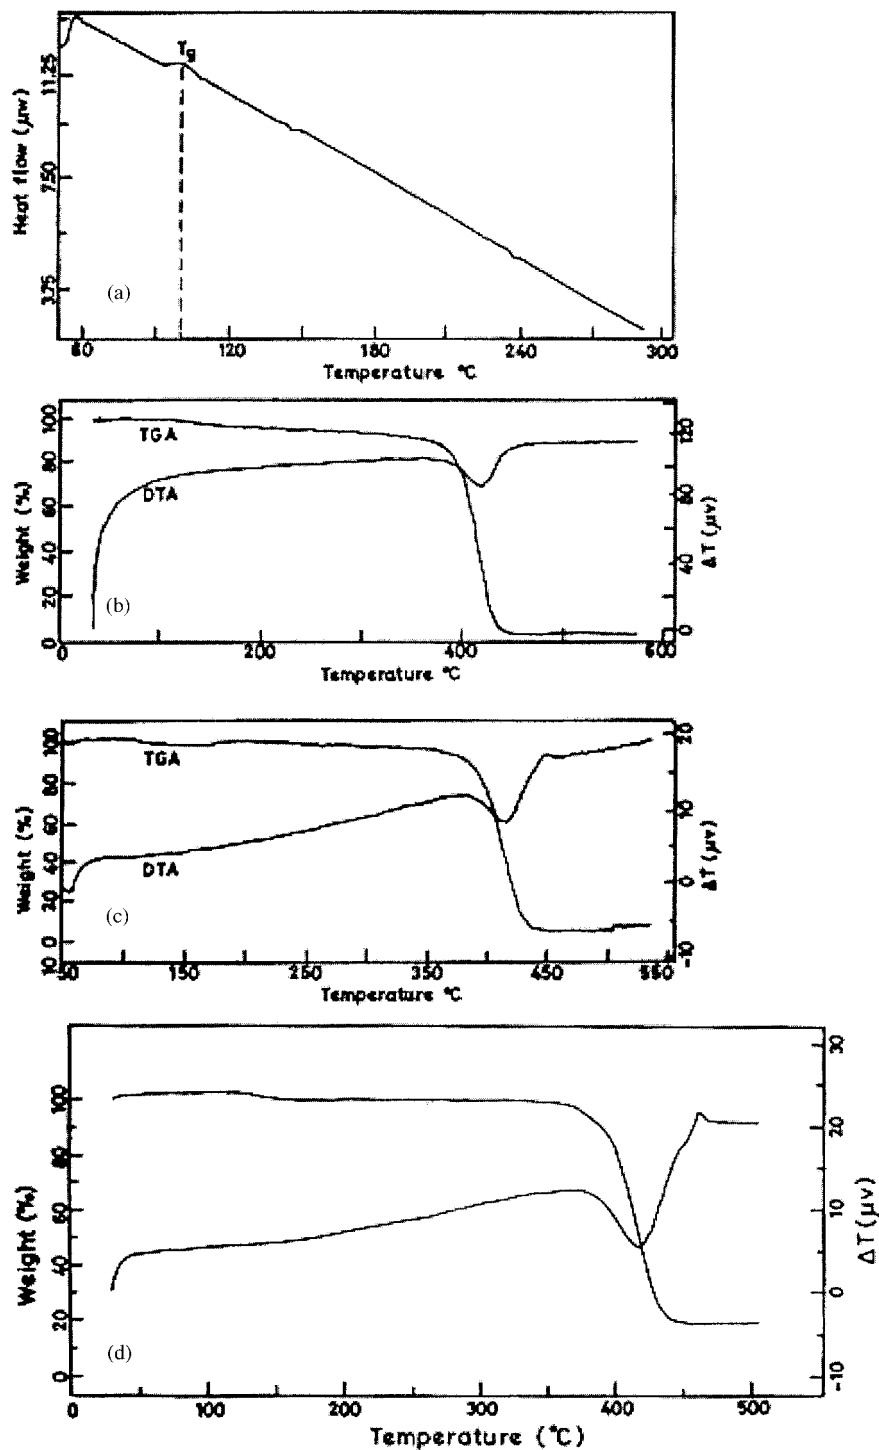 Tg
11.25
7.50
3.75
Heat flow (μw)
(a)
60 120 180 240 300
Temperature °C
100
80
60
40
20
0
Weight (%)
TGA
DTA
(b)
120
80
40
0
ΔT (μv)
0 200 400 600
Temperature °C
100
80
60
40
20
0
10
Weight (%)
TGA
DTA
(c)
20
10
0
-10
ΔT (μv)
50 150 250 350 450 550
Temperature °C
100
80
60
40
20
0
Weight (%)
(d)
30
20
10
0
-10
ΔT (μv)
0 100 200 300 400 500
Temperature (°C)